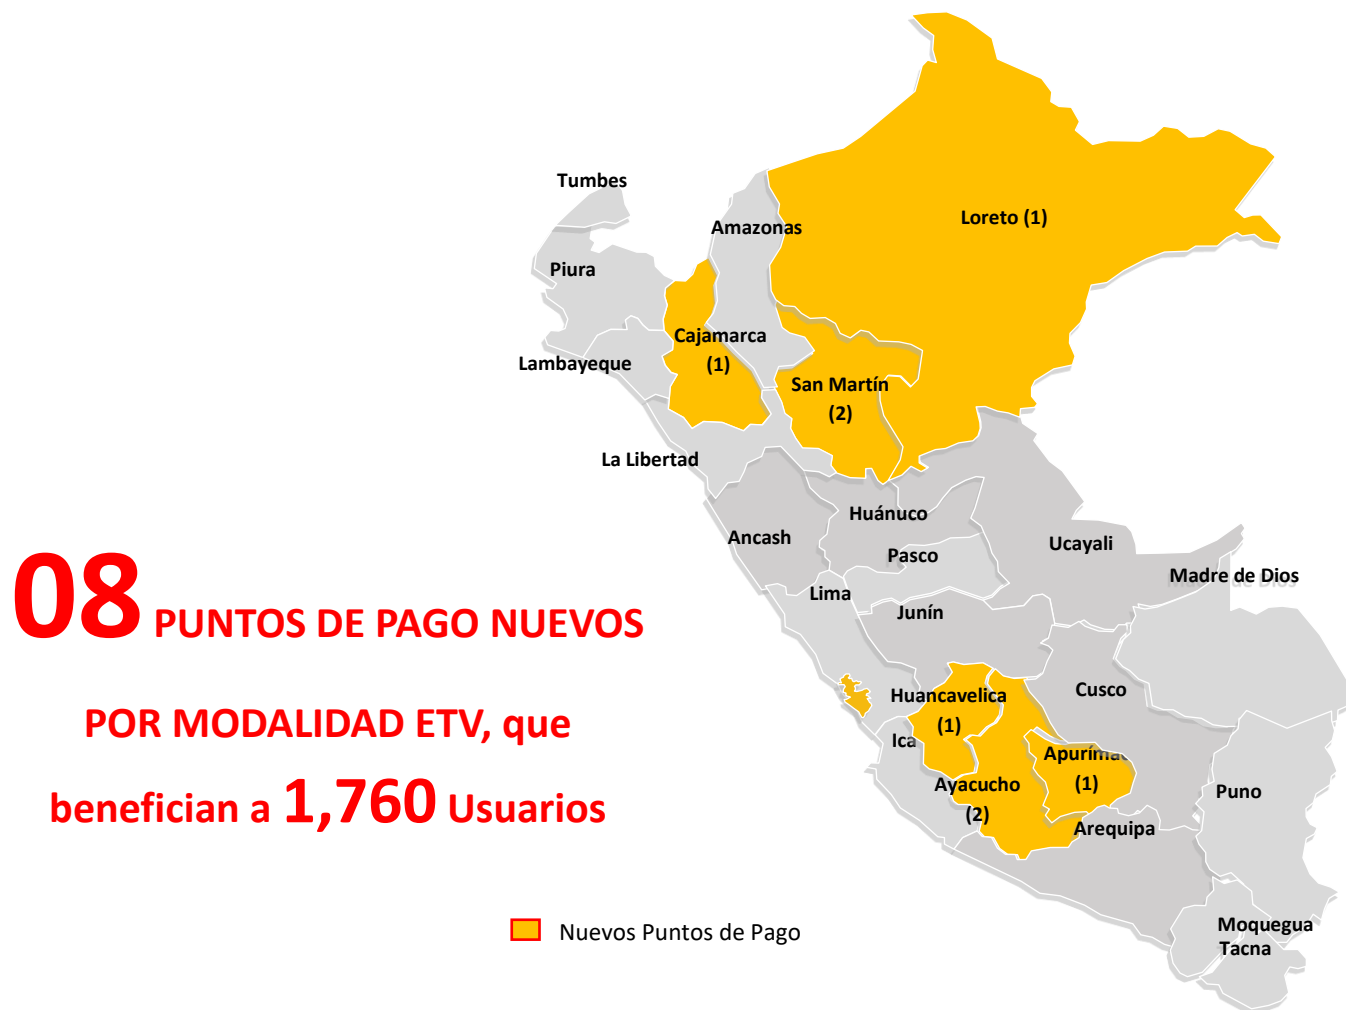 Tumbes
Amazonas
Loreto (1)
Piura
Cajamarca
(1)
Lambayeque
San Martín
(2)
La Libertad
Huánuco
Ancash
Pasco
Ucayali
Madre de Dios
Lima
Junín
08 PUNTOS DE PAGO NUEVOS
POR MODALIDAD ETV, que
benefician a 1,760 Usuarios
Huancavelica
(1)
Cusco
Ica
Apurímac
(1)
Ayacucho
(2)
Puno
Arequipa
Moquegua
Tacna
Nuevos Puntos de Pago